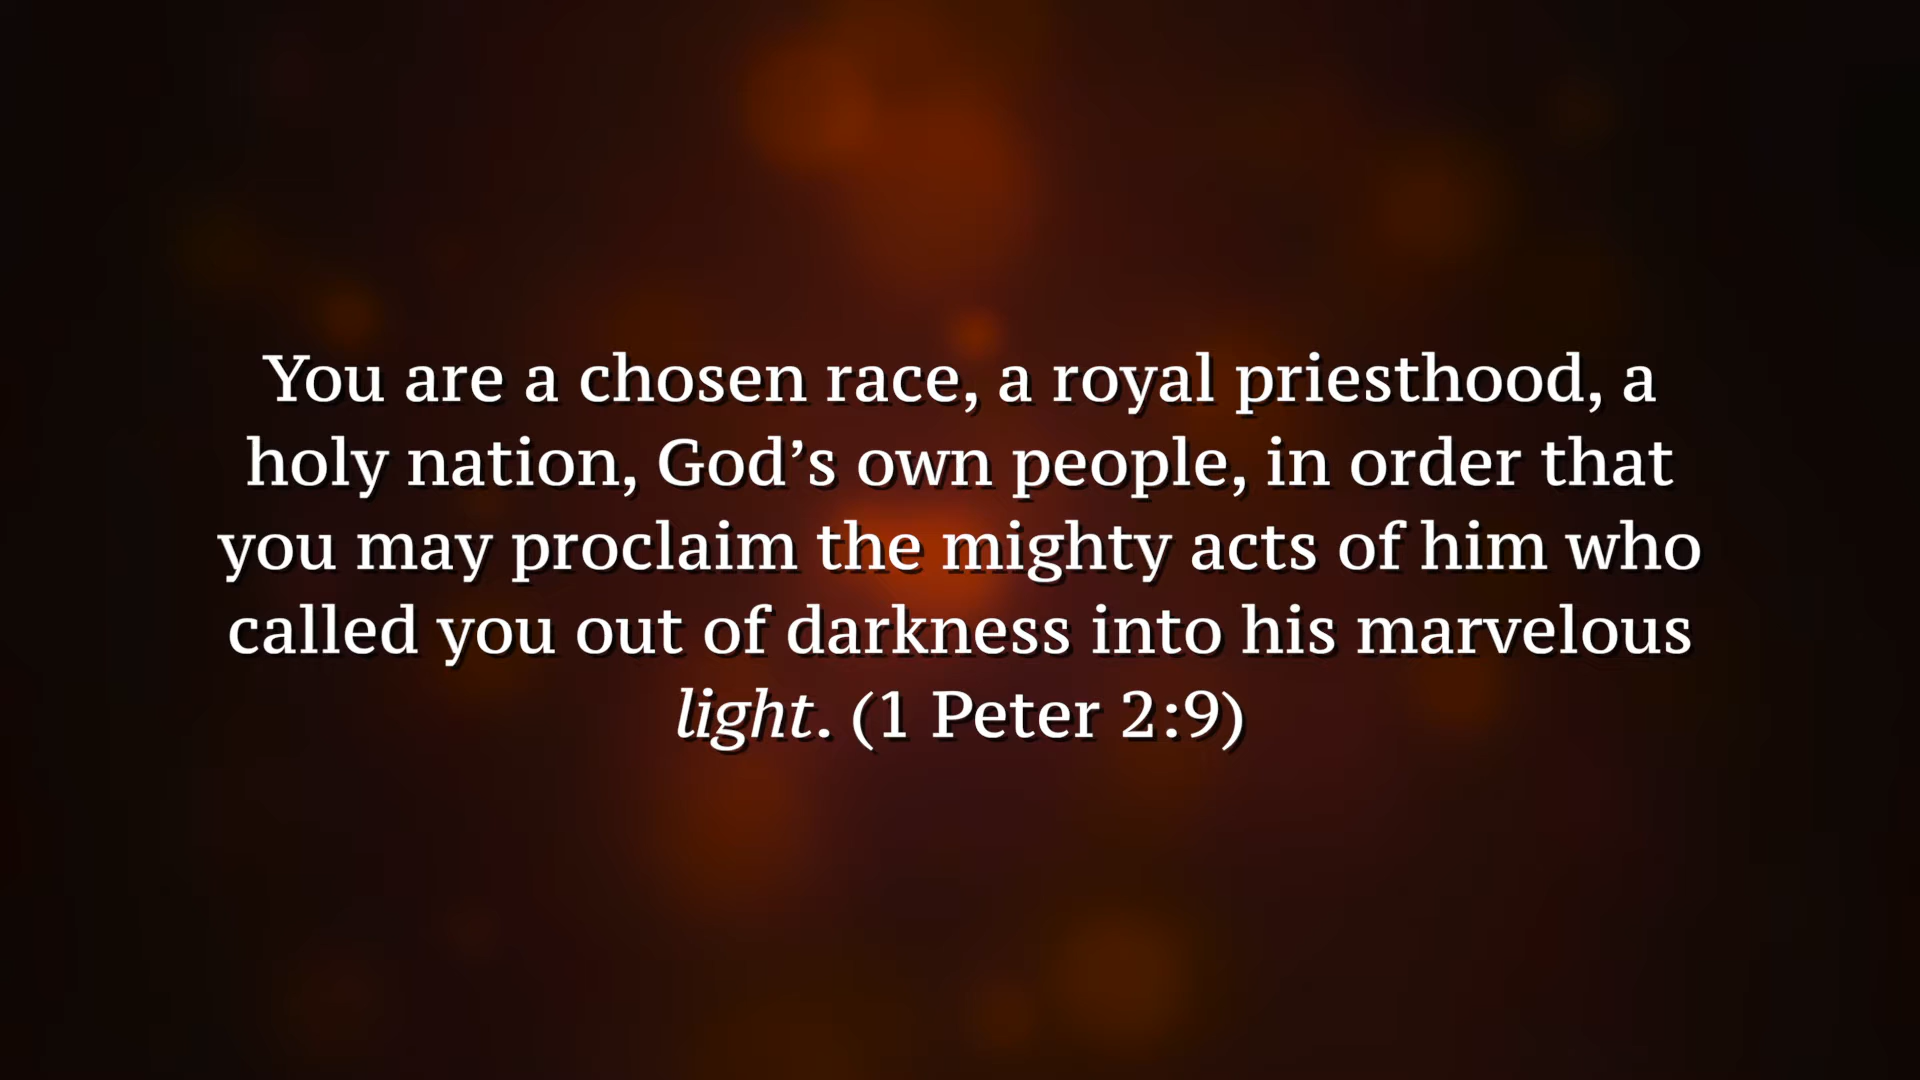 You are a chosen race, a royal priesthood, a
holy nation, God’s own people, in order that
you may proclaim the mighty acts of him who
called you out of darkness into his marvelous
light. (1 Peter 2:9)